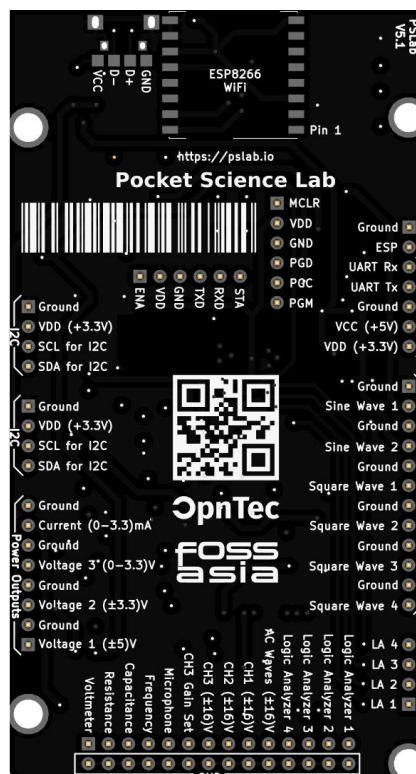 PSLab
V5.1
VCC
D-
D+
GND
ESP8266
WiFi
Pin 1
https://pslab.io
Pocket Science Lab
MCLR
VDD
GND
PGD
PGC
PGM
ENA
VDD
GND
TXD
RXD
STA
Ground
ESP
UART Rx
UART Tx
Ground
VCC (+5V)
VDD (+3.3V)
I2C
Ground
VDD (+3.3V)
SCL for I2C
SDA for I2C
I2C
Ground
VDD (+3.3V)
SCL for I2C
SDA for I2C
Ground
Sine Wave 1
Ground
Sine Wave 2
Ground
Square Wave 1
Ground
Square Wave 2
Ground
Square Wave 3
Ground
Square Wave 4
OpnTec
FOSS
ASIA
Power Outputs
Ground
Current (0-3.3)mA
Ground
Voltage 3 (0-3.3)V
Ground
Voltage 2 (±3.3)V
Ground
Voltage 1 (±5)V
LA 4
LA 3
LA 2
LA 1
Voltmeter
Resistance
Capacitance
Frequency
Microphone
CH3 Gain Set
CH3 (±16)V
CH2 (±16)V
CH1 (±16)V
AC Waves (±16)V
Logic Analyzer 4
Logic Analyzer 3
Logic Analyzer 2
Logic Analyzer 1